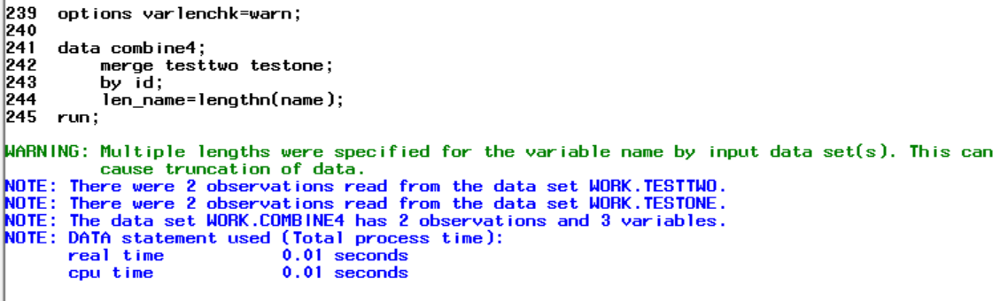 239  options varlenchk=warn;
240
241  data combine4;
242      merge testtwo testone;
243      by id;
244      len_name=lengthn(name);
245  run;
WARNING: Multiple lengths were specified for the variable name by input data set(s). This can
         cause truncation of data.
NOTE: There were 2 observations read from the data set WORK.TESTTWO.
NOTE: There were 2 observations read from the data set WORK.TESTONE.
NOTE: The data set WORK.COMBINE4 has 2 observations and 3 variables.
NOTE: DATA statement used (Total process time):
      real time           0.01 seconds
      cpu time            0.01 seconds